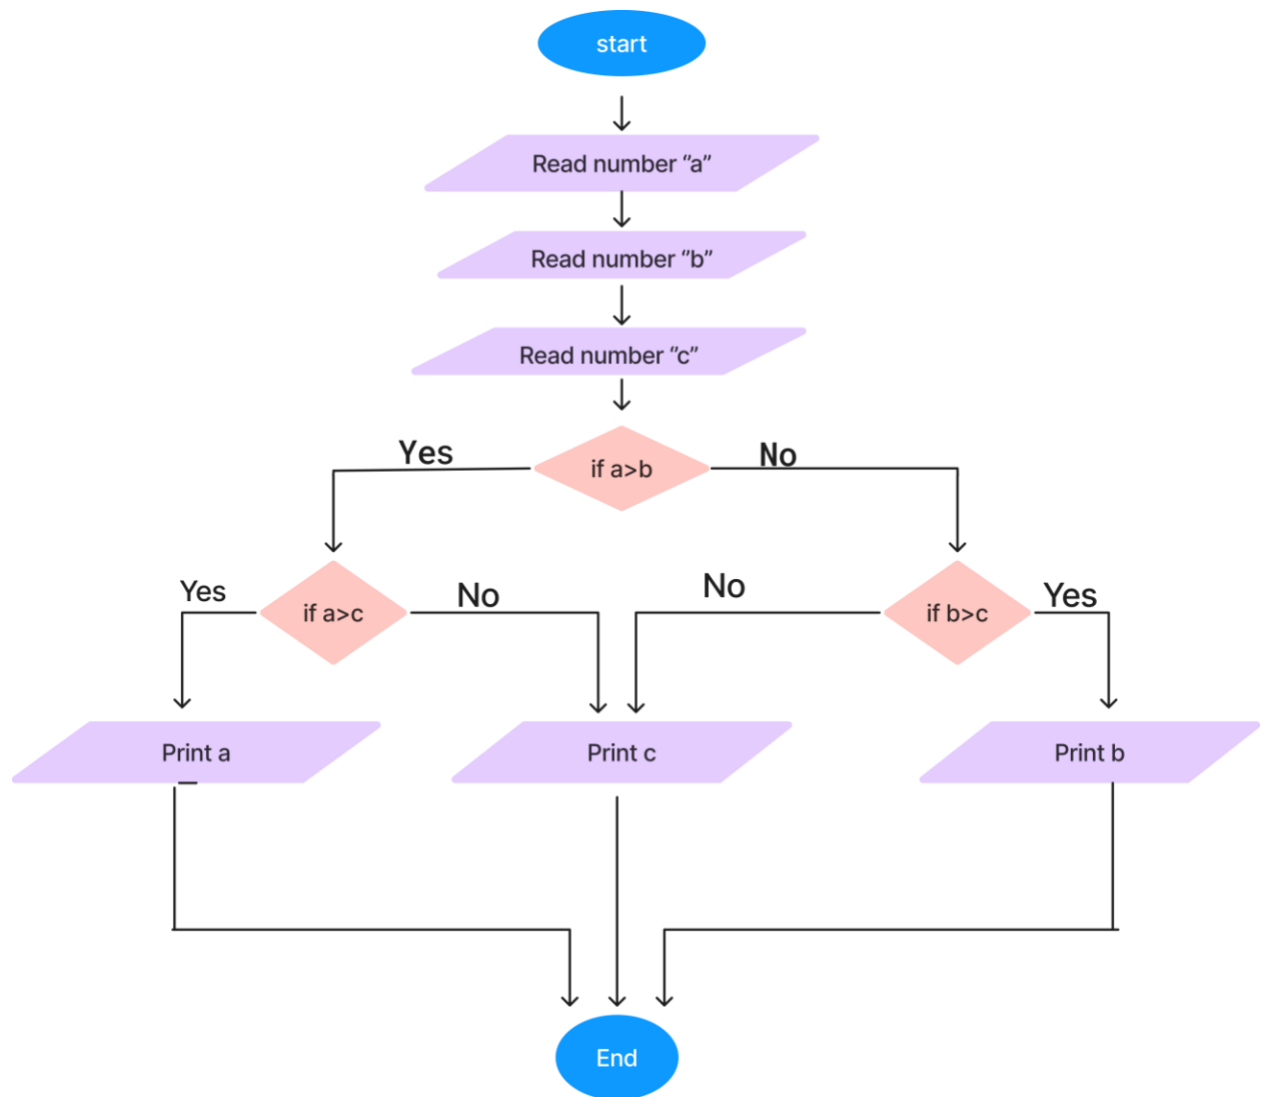 start
Read number “a”
Read number “b”
Read number “c”
Yes
if a>b
No
Yes
if a>c
No
No
if b>c
Yes
Print a
Print c
Print b
End